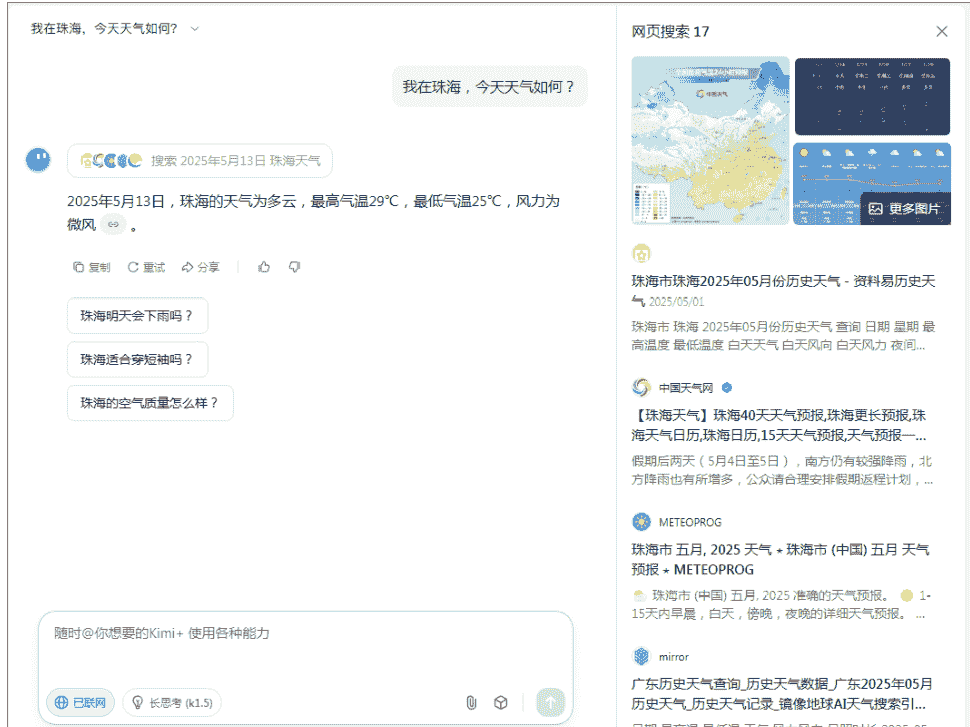 我在珠海，今天天气如何？
我在珠海，今天天气如何？
搜索 2025年5月13日 珠海天气
2025年5月13日，珠海的天气为多云，最高气温29℃，最低气温25℃，风力为
微风。
复制 重试 分享
珠海明天会下雨吗？
珠海适合穿短袖吗？
珠海的空气质量怎么样？
随时@你想要的Kimi+ 使用各种能力
已联网 长思考 (k1.5)
网页搜索 17
更多图片
珠海市珠海2025年05月份历史天气 - 资料易历史天
气 2025/05/01
珠海市 珠海 2025年05月份历史天气 查询 日期 星期 最
高温度 最低温度 白天天气 白天风向 白天风力 夜间...
中国天气网
【珠海天气】珠海40天天气预报,珠海更长预报,珠
海天气日历,珠海日历,15天天气预报,天气预报一...
假期后两天（5月4日至5日），南方仍有较强降雨，北
方降雨也有所增多，公众请合理安排假期返程计划，...
METEOPROG
珠海市 五月, 2025 天气 ⋆ 珠海市 (中国) 五月 天气
预报 ⋆ METEOPROG
珠海市 (中国) 五月, 2025 准确的天气预报。 1-
15天内早晨，白天，傍晚，夜晚的详细天气预报。 ...
mirror
广东历史天气查询_历史天气数据_广东2025年05月
历史天气_历史天气记录_镜像地球AI天气搜索引...